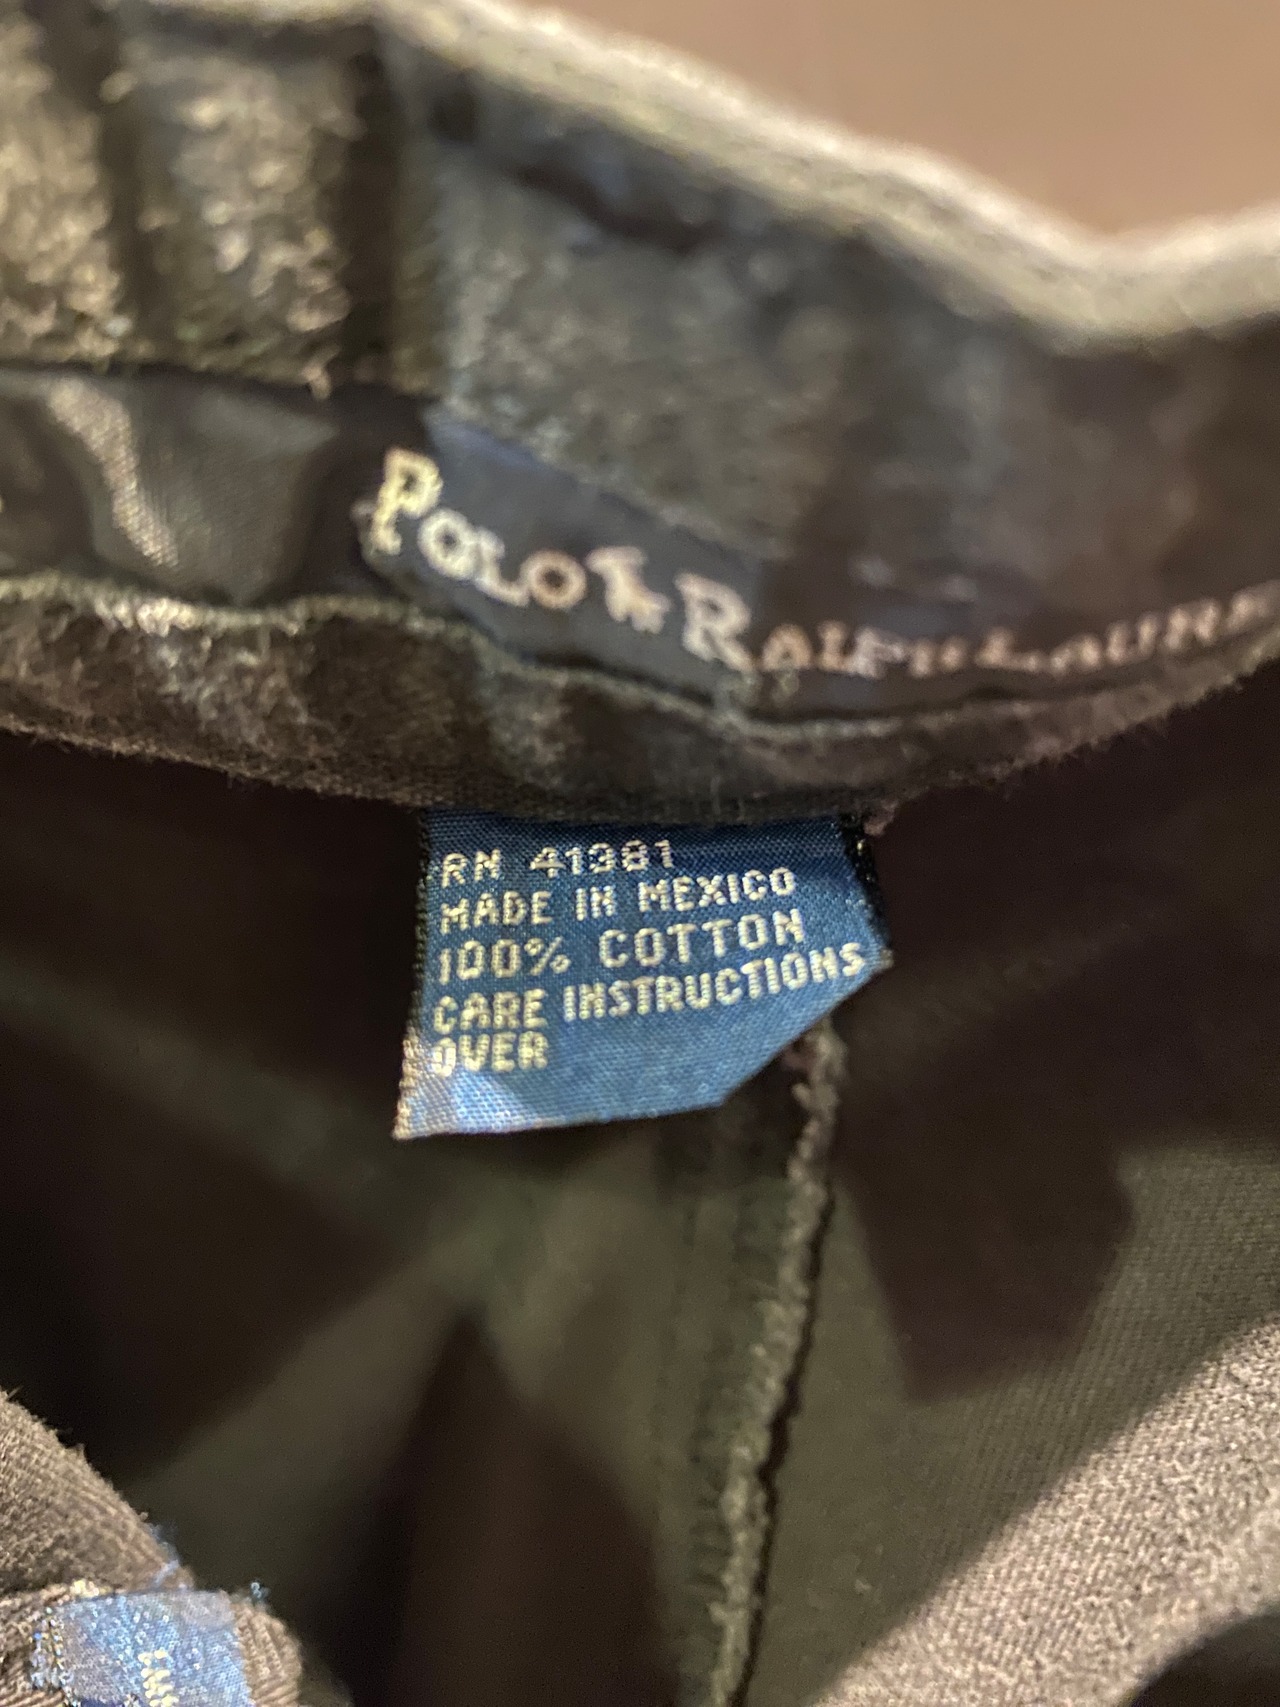 POLO RALPH LAUREN
RN 41381
MADE IN MEXICO
100% COTTON
CARE INSTRUCTIONS
OVER